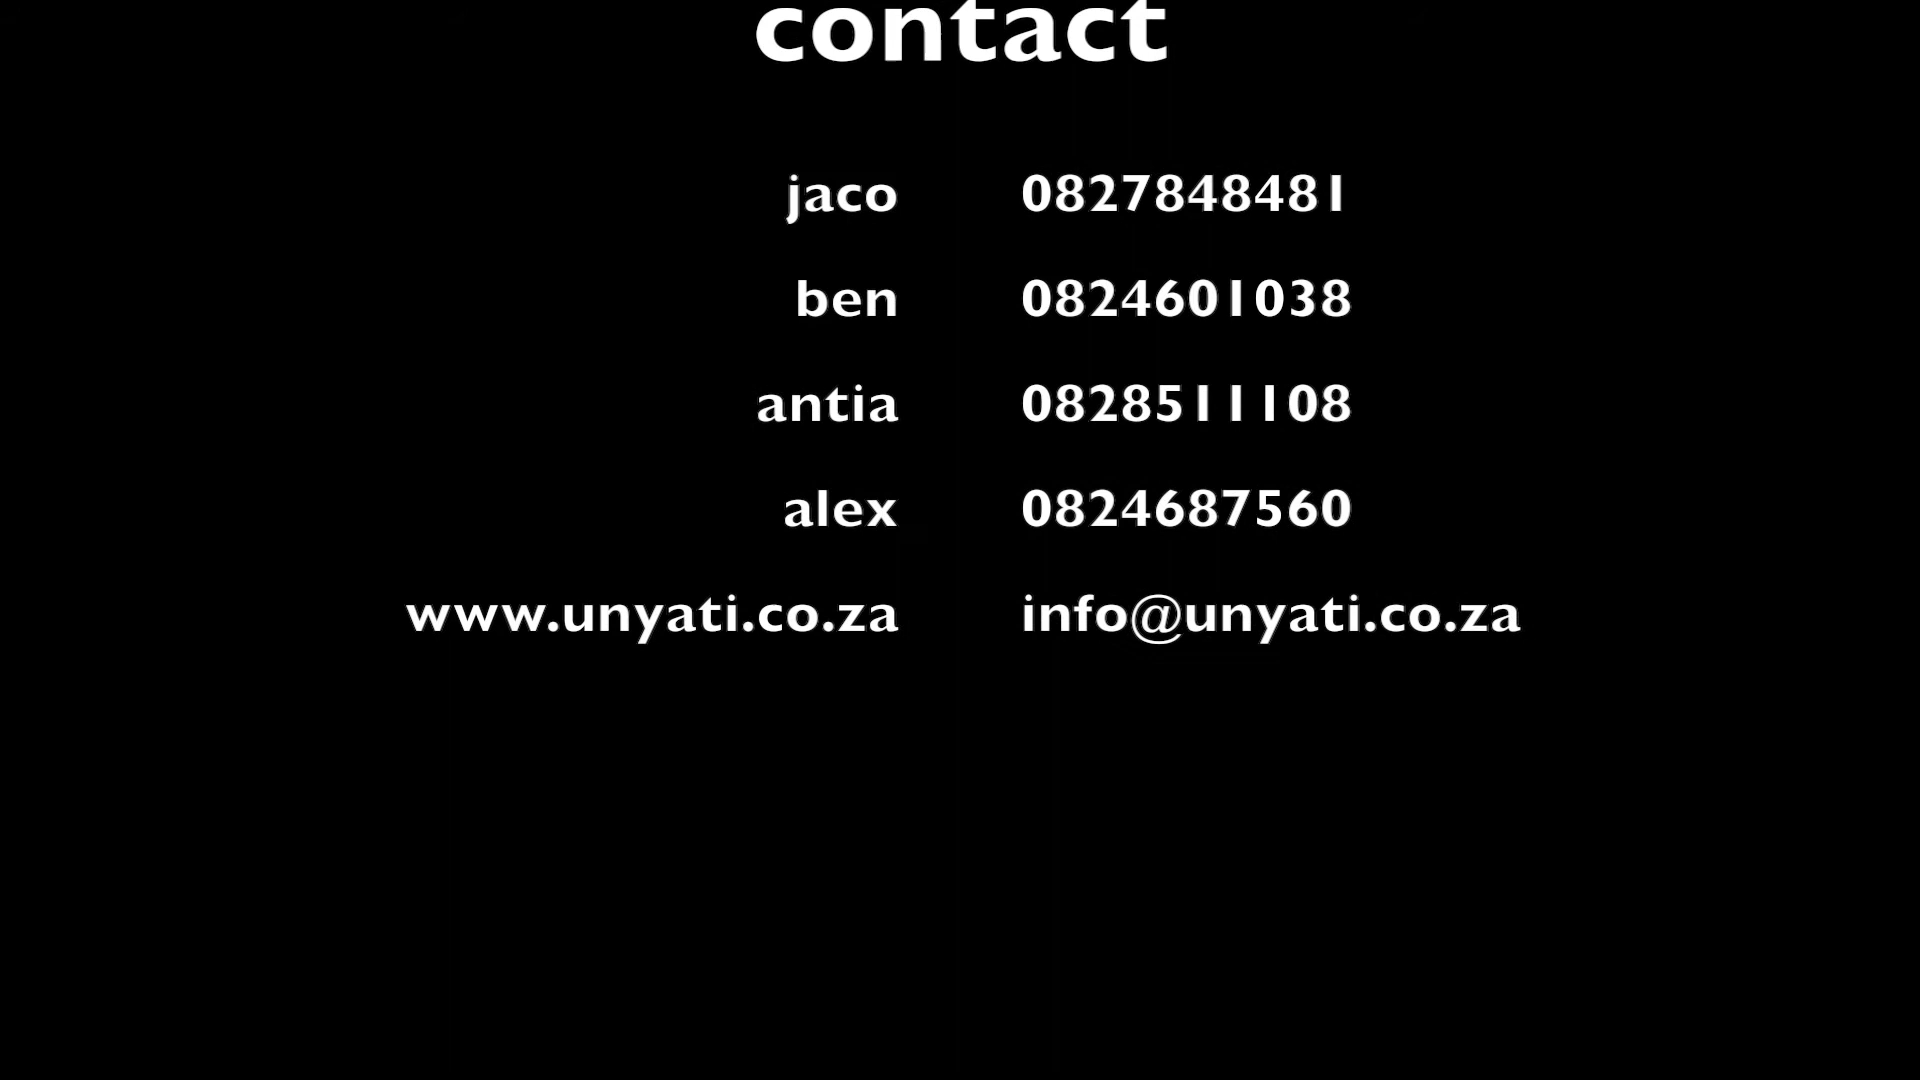 contact
jaco 0827848481
ben 0824601038
antia 0828511108
alex 0824687560
www.unyati.co.za info@unyati.co.za